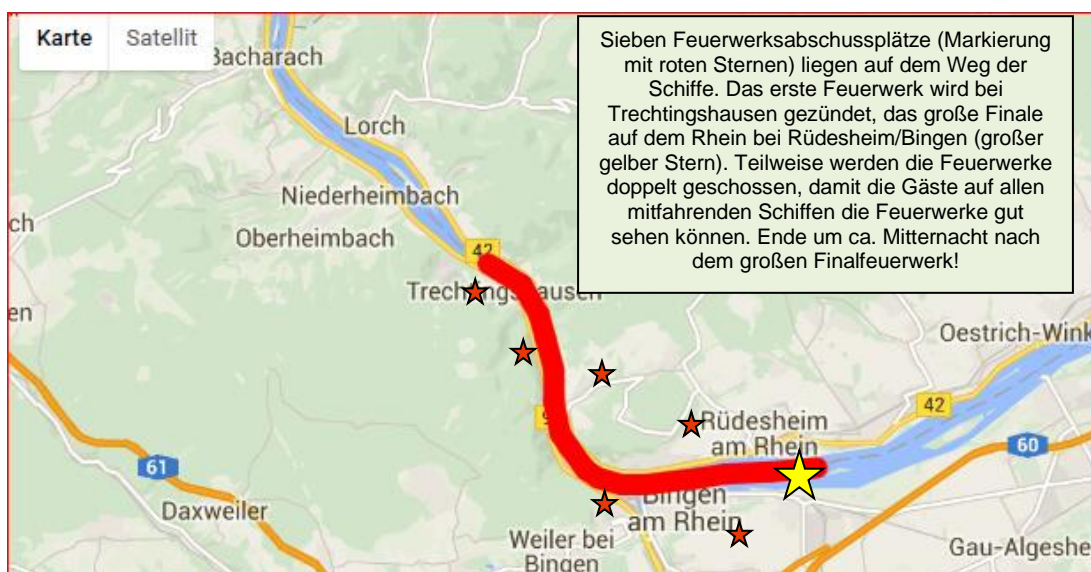 Karte Satellit
Bacharach
Sieben Feuerwerksabschussplätze (Markierung
mit roten Sternen) liegen auf dem Weg der
Schiffe. Das erste Feuerwerk wird bei
Trechtingshausen gezündet, das große Finale
auf dem Rhein bei Rüdesheim/Bingen (großer
gelber Stern). Teilweise werden die Feuerwerke
doppelt geschossen, damit die Gäste auf allen
mitfahrenden Schiffen die Feuerwerke gut
sehen können. Ende um ca. Mitternacht nach
dem großen Finalfeuerwerk!
Lorch
Niederheimbach
ch
Oberheimbach
42
Trechtingshausen
en
Oestrich-Wink
42
Rüdesheim
am Rhein
60
9
61
Daxweiler
Bingen
am Rhein
Weiler bei
Bingen
Gau-Algeshe